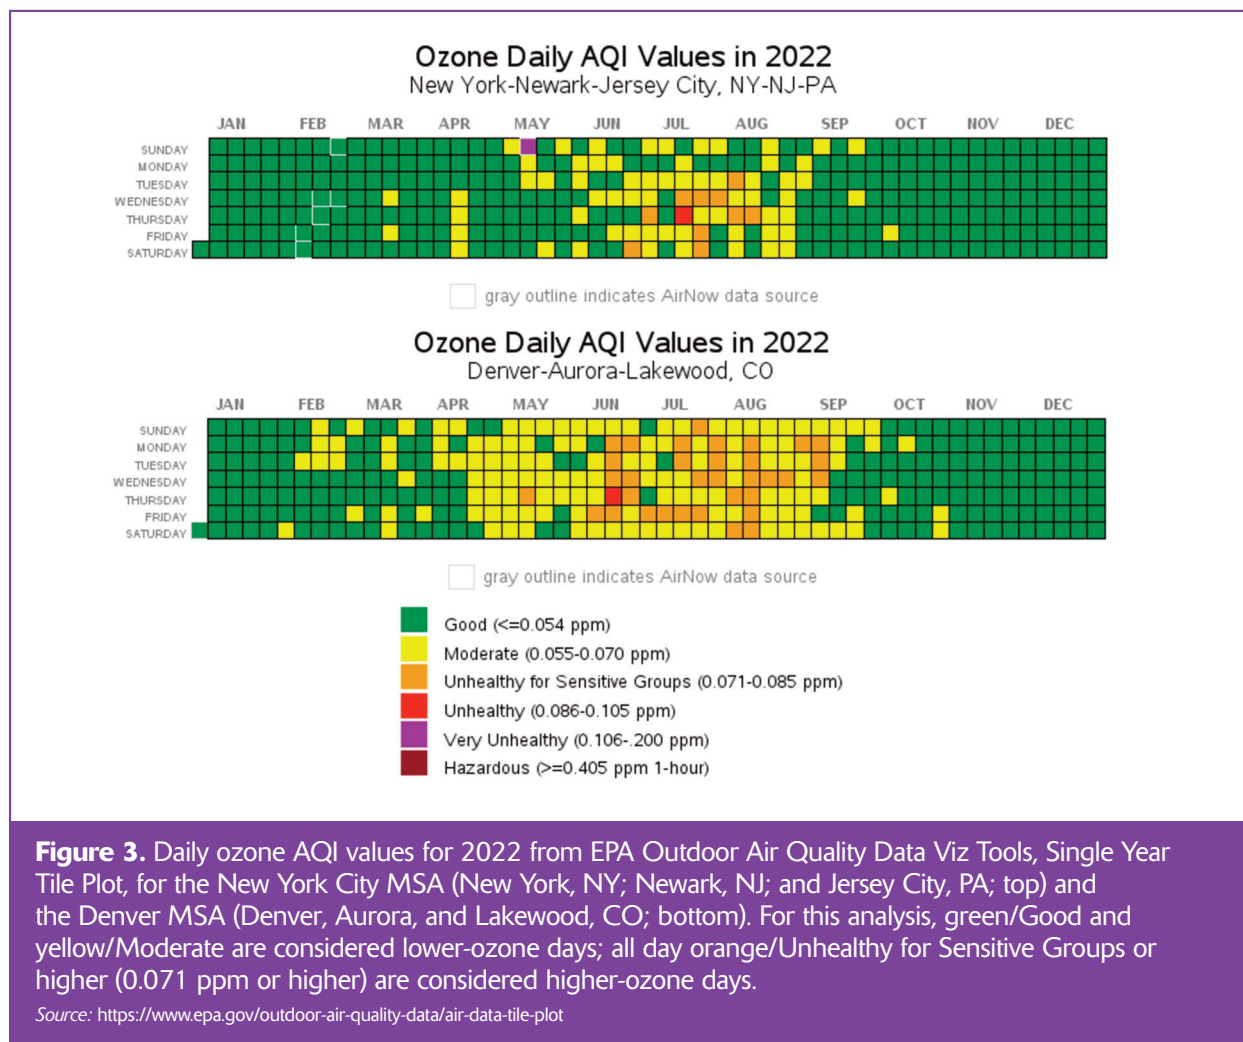 Ozone Daily AQI Values in 2022
New York-Newark-Jersey City, NY-NJ-PA
JAN FEB MAR APR MAY JUN JUL AUG SEP OCT NOV DEC
SUNDAY
MONDAY
TUESDAY
WEDNESDAY
THURSDAY
FRIDAY
SATURDAY
gray outline indicates AirNow data source
Ozone Daily AQI Values in 2022
Denver-Aurora-Lakewood, CO
JAN FEB MAR APR MAY JUN JUL AUG SEP OCT NOV DEC
SUNDAY
MONDAY
TUESDAY
WEDNESDAY
THURSDAY
FRIDAY
SATURDAY
gray outline indicates AirNow data source
Good (<=0.054 ppm)
Moderate (0.055-0.070 ppm)
Unhealthy for Sensitive Groups (0.071-0.085 ppm)
Unhealthy (0.086-0.105 ppm)
Very Unhealthy (0.106-.200 ppm)
Hazardous (>=0.405 ppm 1-hour)
Figure 3. Daily ozone AQI values for 2022 from EPA Outdoor Air Quality Data Viz Tools, Single Year
Tile Plot, for the New York City MSA (New York, NY; Newark, NJ; and Jersey City, PA; top) and
the Denver MSA (Denver, Aurora, and Lakewood, CO; bottom). For this analysis, green/Good and
yellow/Moderate are considered lower-ozone days; all day orange/Unhealthy for Sensitive Groups or
higher (0.071 ppm or higher) are considered higher-ozone days.
Source: https://www.epa.gov/outdoor-air-quality-data/air-data-tile-plot